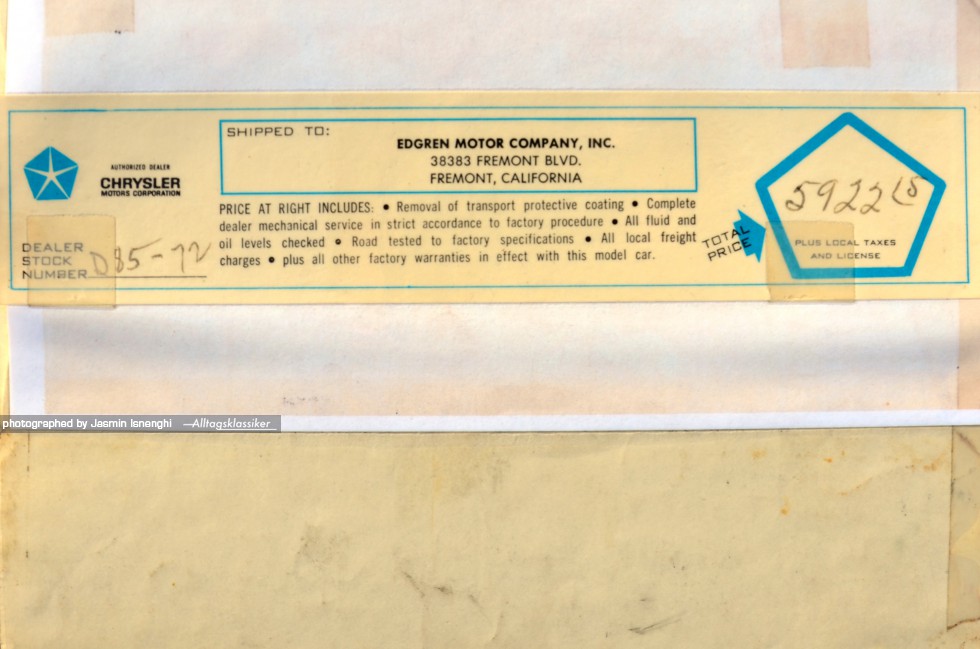 SHIPPED TO:
EDGREN MOTOR COMPANY, INC.
38383 FREMONT BLVD.
FREMONT, CALIFORNIA
AUTHORIZED DEALER
CHRYSLER
MOTORS CORPORATION
PRICE AT RIGHT INCLUDES: • Removal of transport protective coating • Complete
dealer mechanical service in strict accordance to factory procedure • All fluid and
oil levels checked • Road tested to factory specifications • All local freight
charges • plus all other factory warranties in effect with this model car.
DEALER
STOCK
NUMBER D85-72
TOTAL
PRICE
5922
PLUS LOCAL TAXES
AND LICENSE
photographed by Jasmin Isnenghi —Alltagsklassiker